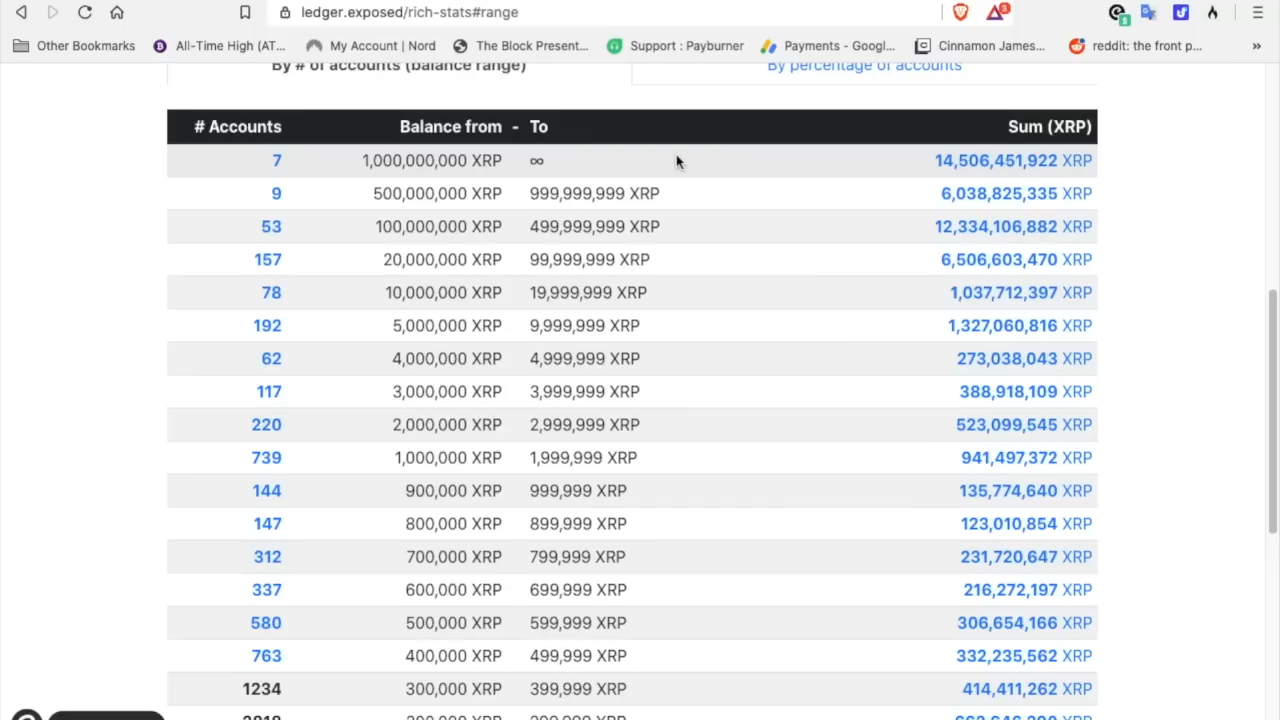 ledger.exposed/rich-stats#range
3
Other Bookmarks All-Time High (AT... My Account | Nord The Block Present... Support : Payburner Payments - Googl... Cinnamon James... reddit: the front p... »
By # of accounts (balance range) By percentage of accounts
# Accounts Balance from - To Sum (XRP)
7 1,000,000,000 XRP ∞ 14,506,451,922 XRP
9 500,000,000 XRP 999,999,999 XRP 6,038,825,335 XRP
53 100,000,000 XRP 499,999,999 XRP 12,334,106,882 XRP
157 20,000,000 XRP 99,999,999 XRP 6,506,603,470 XRP
78 10,000,000 XRP 19,999,999 XRP 1,037,712,397 XRP
192 5,000,000 XRP 9,999,999 XRP 1,327,060,816 XRP
62 4,000,000 XRP 4,999,999 XRP 273,038,043 XRP
117 3,000,000 XRP 3,999,999 XRP 388,918,109 XRP
220 2,000,000 XRP 2,999,999 XRP 523,099,545 XRP
739 1,000,000 XRP 1,999,999 XRP 941,497,372 XRP
144 900,000 XRP 999,999 XRP 135,774,640 XRP
147 800,000 XRP 899,999 XRP 123,010,854 XRP
312 700,000 XRP 799,999 XRP 231,720,647 XRP
337 600,000 XRP 699,999 XRP 216,272,197 XRP
580 500,000 XRP 599,999 XRP 306,654,166 XRP
763 400,000 XRP 499,999 XRP 332,235,562 XRP
1234 300,000 XRP 399,999 XRP 414,411,262 XRP